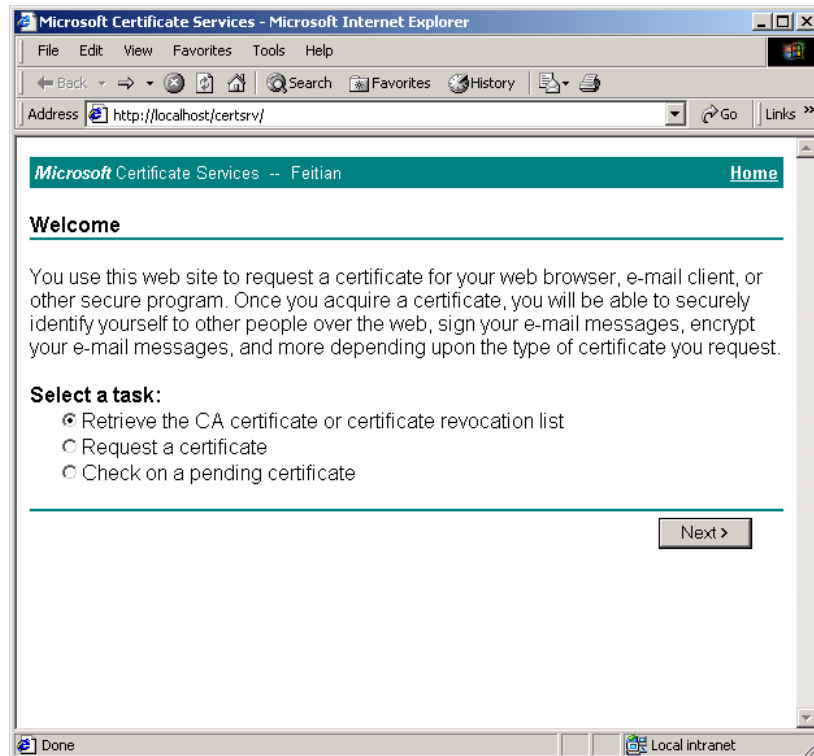 Microsoft Certificate Services - Microsoft Internet Explorer
File Edit View Favorites Tools Help
Back Search Favorites History
Address http://localhost/certsrv/ Go Links »
Microsoft Certificate Services -- Feitian Home
Welcome
You use this web site to request a certificate for your web browser, e-mail client, or
other secure program. Once you acquire a certificate, you will be able to securely
identify yourself to other people over the web, sign your e-mail messages, encrypt
your e-mail messages, and more depending upon the type of certificate you request.
Select a task:
Retrieve the CA certificate or certificate revocation list
Request a certificate
Check on a pending certificate
Next >
Done Local intranet